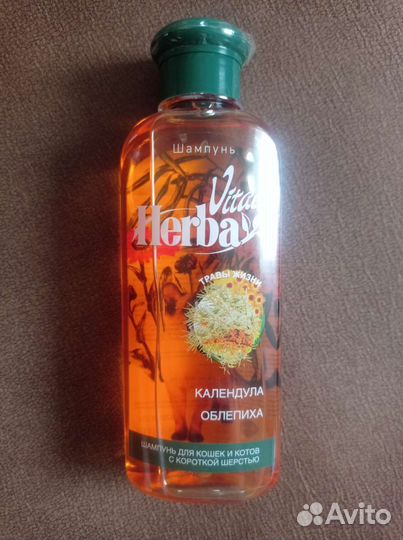 Шампунь
Vita
Herba
ТРАВЫ ЖИЗНИ
КАЛЕНДУЛА
ОБЛЕПИХА
ШАМПУНЬ ДЛЯ КОШЕК И КОТОВ
С КОРОТКОЙ ШЕРСТЬЮ
Avito